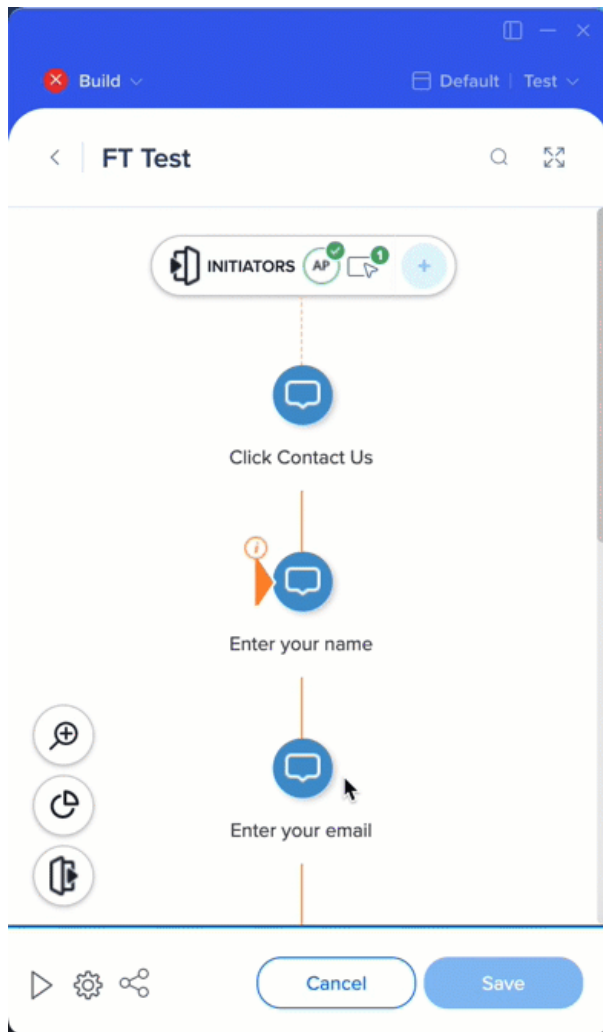 Build
Default | Test
FT Test
INITIATORS AP 1
Click Contact Us
i
Enter your name
Enter your email
Cancel
Save